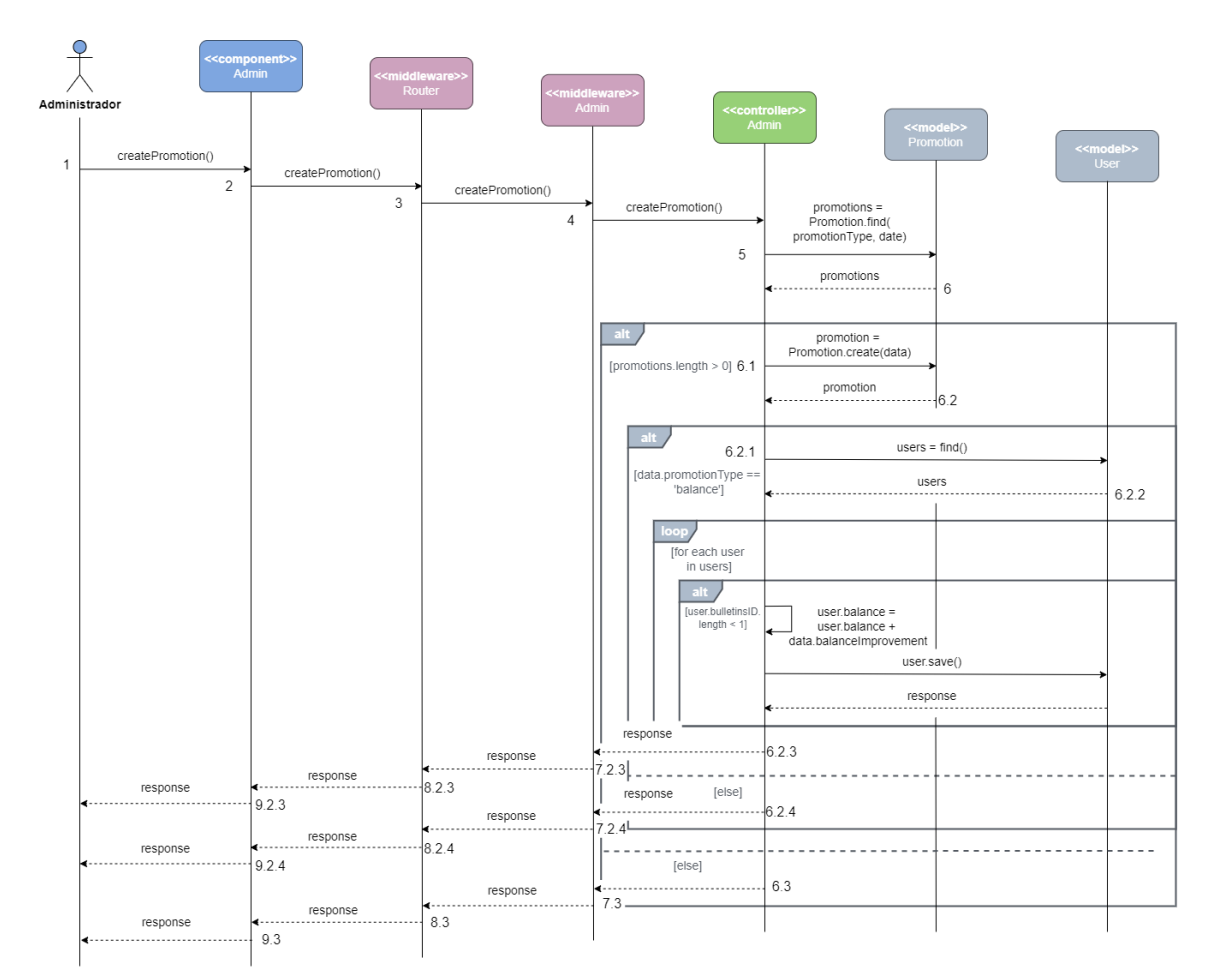 <<component>>
Admin
<<middleware>>
Router
<<middleware>>
Admin
<<controller>>
Admin
<<model>>
Promotion
<<model>>
User
Administrador
1
createPromotion()
2
createPromotion()
3
createPromotion()
4
createPromotion()
promotions =
Promotion.find(
promotionType, date)
5
promotions
6
alt
promotion =
Promotion.create(data)
[promotions.length > 0]
6.1
promotion
6.2
alt
6.2.1
users = find()
[data.promotionType ==
'balance']
users
6.2.2
loop
[for each user
in users]
alt
[user.bulletinsID.
length < 1]
user.balance =
user.balance +
data.balanceImprovement
user.save()
response
response
6.2.3
response
7.2.3
response
8.2.3
response
9.2.3
[else]
response
6.2.4
response
7.2.4
response
8.2.4
response
9.2.4
[else]
6.3
response
7.3
response
8.3
response
9.3